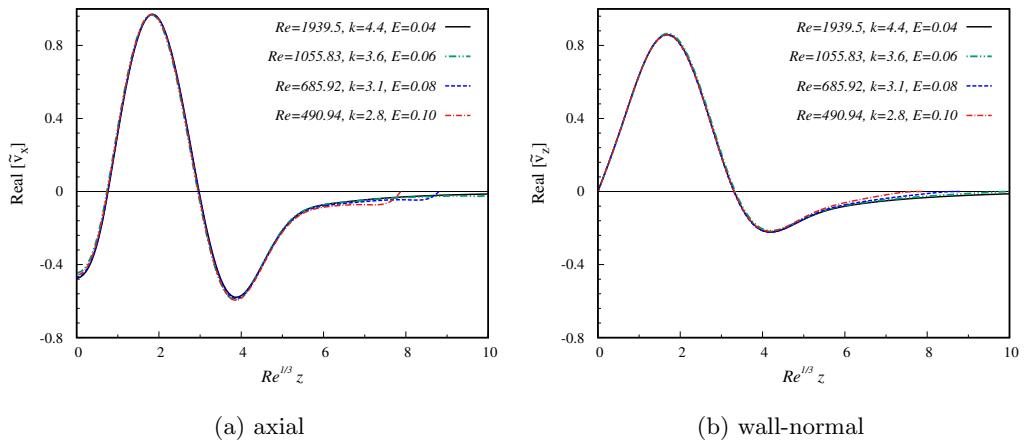 Real [ṽx]
0.8
0.4
0
-0.4
-0.8
Re=1939.5, k=4.4, E=0.04
Re=1055.83, k=3.6, E=0.06
Re=685.92, k=3.1, E=0.08
Re=490.94, k=2.8, E=0.10
0 2 4 6 8 10
Re^1/3 z
(a) axial
Real [ṽz]
0.8
0.4
0
-0.4
-0.8
Re=1939.5, k=4.4, E=0.04
Re=1055.83, k=3.6, E=0.06
Re=685.92, k=3.1, E=0.08
Re=490.94, k=2.8, E=0.10
0 2 4 6 8 10
Re^1/3 z
(b) wall-normal